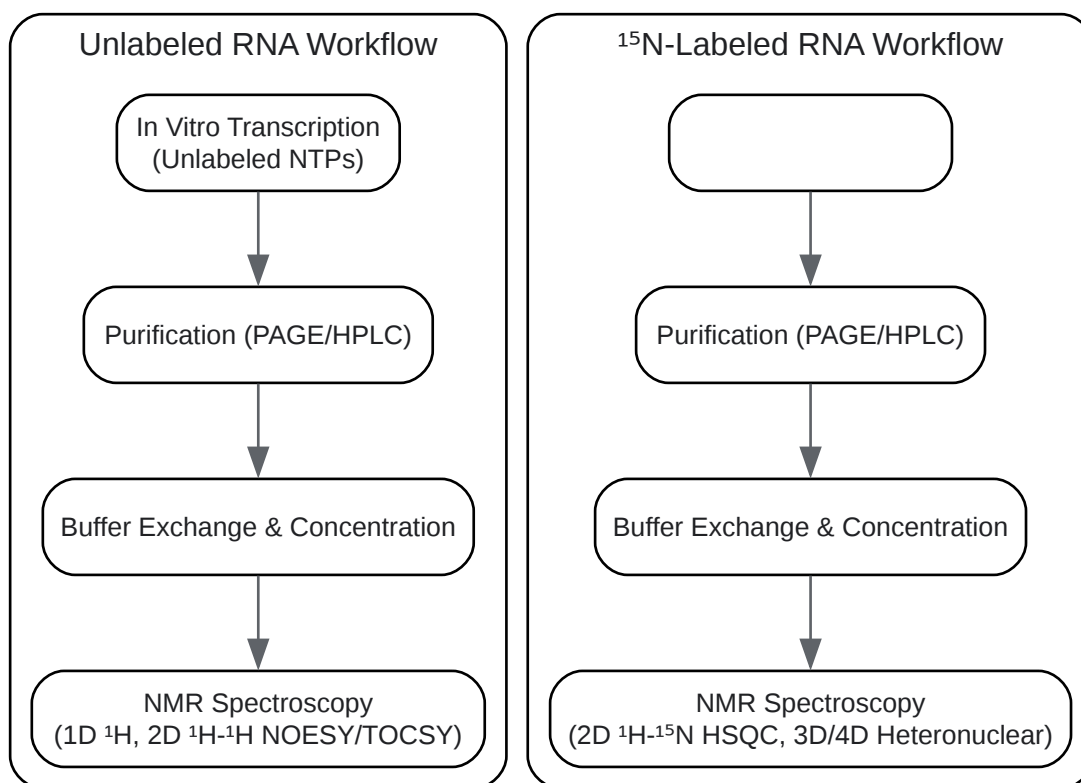 Unlabeled RNA Workflow
In Vitro Transcription
(Unlabeled NTPs)
Purification (PAGE/HPLC)
Buffer Exchange & Concentration
NMR Spectroscopy
(1D ¹H, 2D ¹H-¹H NOESY/TOCSY)
¹⁵N-Labeled RNA Workflow
Purification (PAGE/HPLC)
Buffer Exchange & Concentration
NMR Spectroscopy
(2D ¹H-¹⁵N HSQC, 3D/4D Heteronuclear)